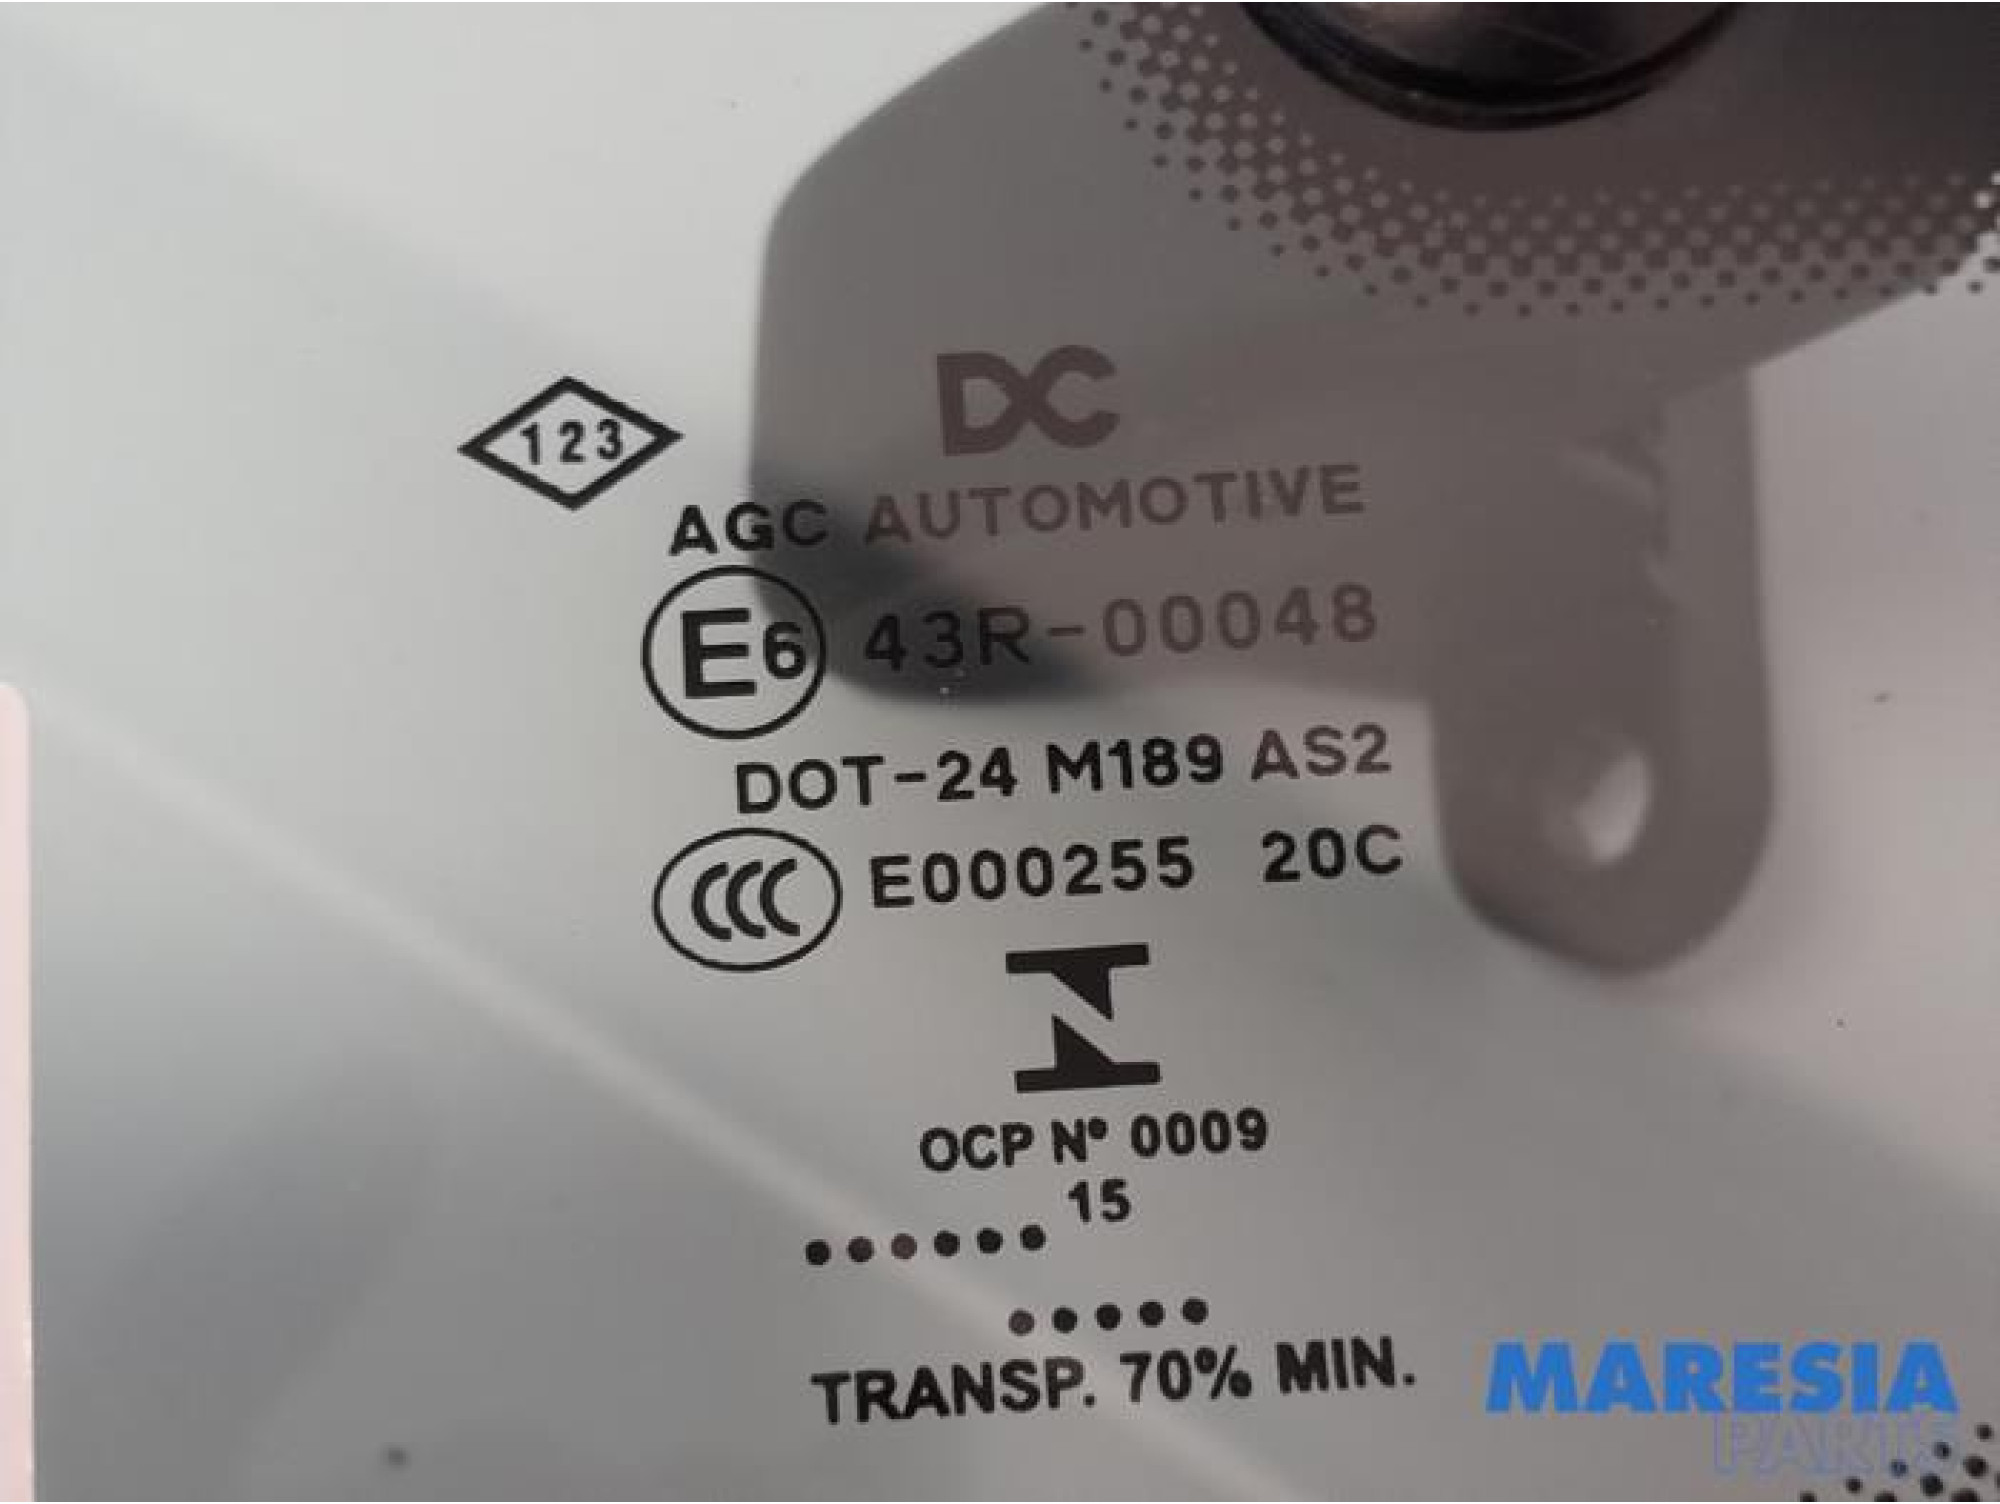 DC
123
AGC AUTOMOTIVE
E6 43R-00048
DOT-24 M189 AS2
CCC E000255 20C
OCP Nº 0009
15
...... 
.....
TRANSP. 70% MIN.
MARESIA
PARTS